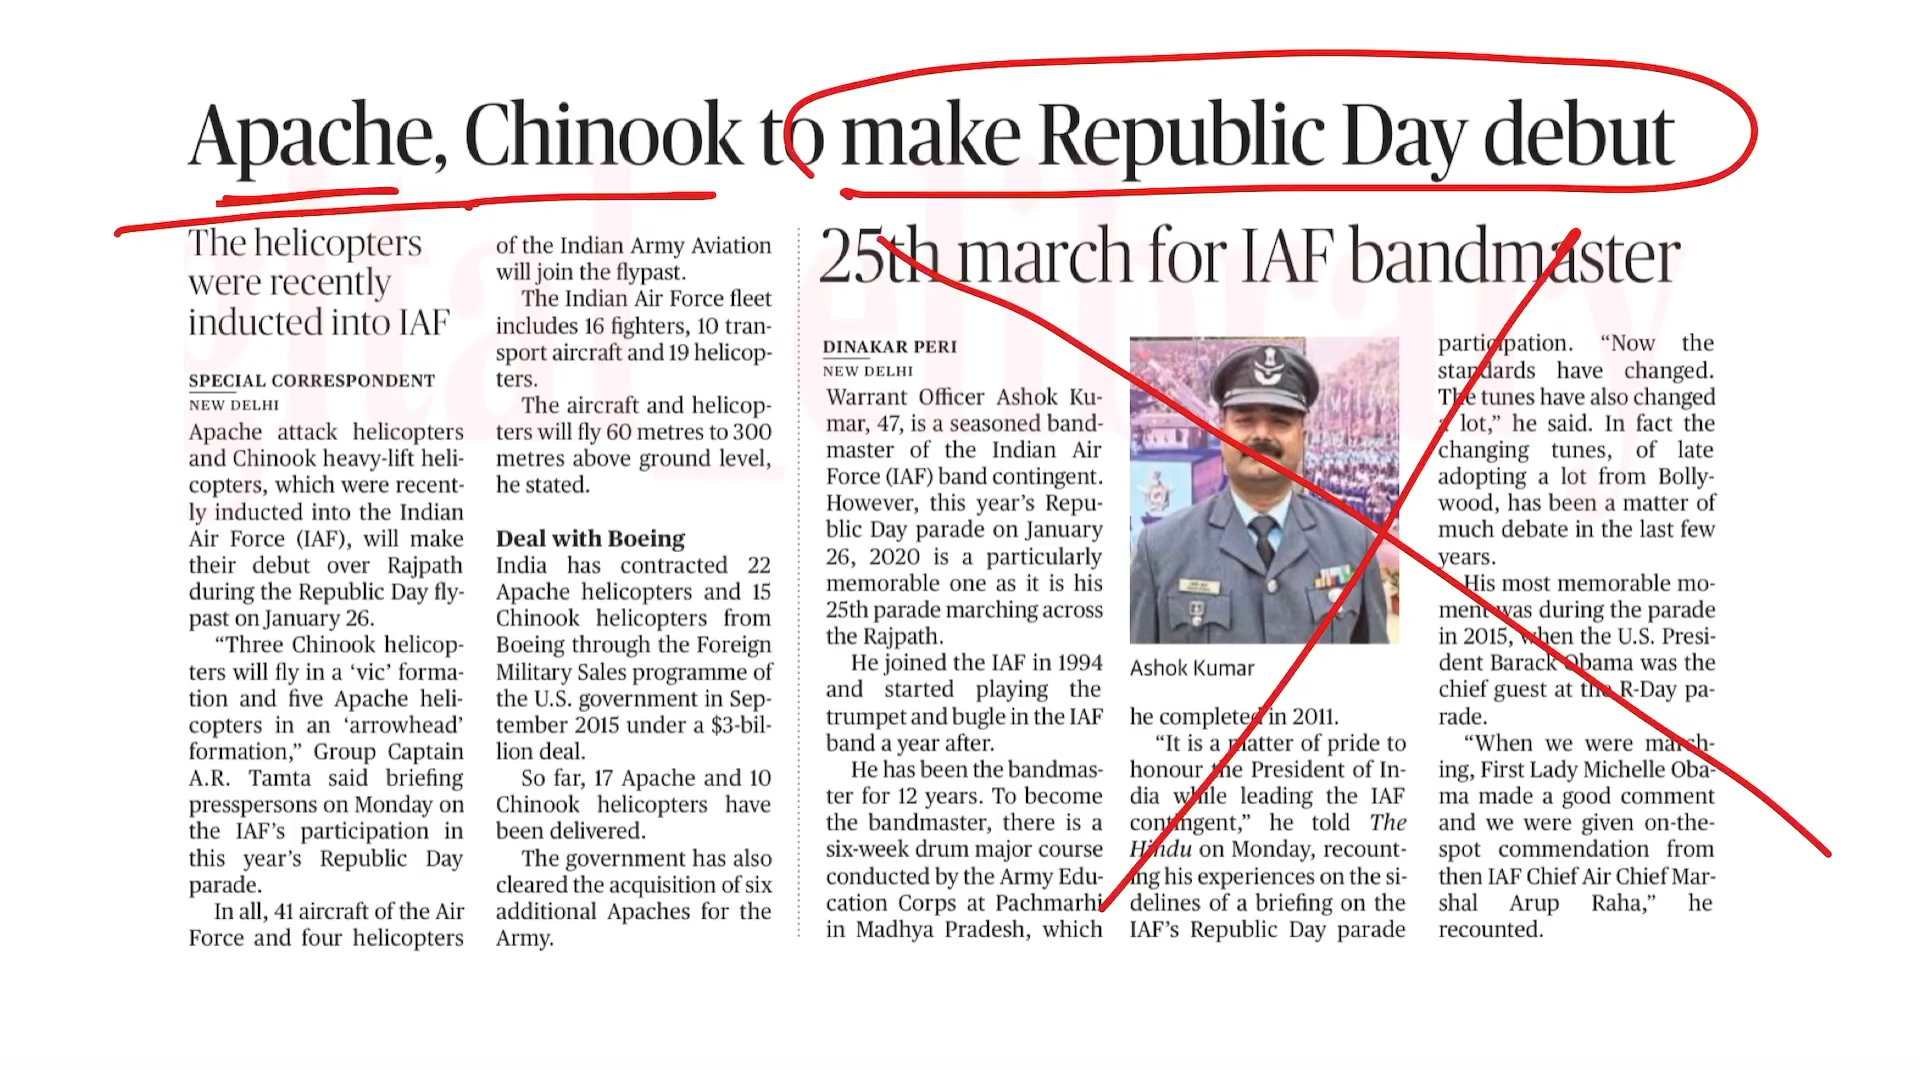 Apache, Chinook to make Republic Day debut
The helicopters
were recently
inducted into IAF
SPECIAL CORRESPONDENT
NEW DELHI
Apache attack helicopters
and Chinook heavy-lift heli-
copters, which were recent-
ly inducted into the Indian
Air Force (IAF), will make
their debut over Rajpath
during the Republic Day fly-
past on January 26.
“Three Chinook helicop-
ters will fly in a ‘vic’ forma-
tion and five Apache heli-
copters in an ‘arrowhead’
formation,” Group Captain
A.R. Tamta said briefing
presspersons on Monday on
the IAF’s participation in
this year’s Republic Day
parade.
In all, 41 aircraft of the Air
Force and four helicopters
of the Indian Army Aviation
will join the flypast.
The Indian Air Force fleet
includes 16 fighters, 10 tran-
sport aircraft and 19 helicop-
ters.
The aircraft and helicop-
ters will fly 60 metres to 300
metres above ground level,
he stated.
Deal with Boeing
India has contracted 22
Apache helicopters and 15
Chinook helicopters from
Boeing through the Foreign
Military Sales programme of
the U.S. government in Sep-
tember 2015 under a $3-bil-
lion deal.
So far, 17 Apache and 10
Chinook helicopters have
been delivered.
The government has also
cleared the acquisition of six
additional Apaches for the
Army.
25th march for IAF bandmaster
DINAKAR PERI
NEW DELHI
Warrant Officer Ashok Ku-
mar, 47, is a seasoned band-
master of the Indian Air
Force (IAF) band contingent.
However, this year’s Repu-
blic Day parade on January
26, 2020 is a particularly
memorable one as it is his
25th parade marching across
the Rajpath.
He joined the IAF in 1994
and started playing the
trumpet and bugle in the IAF
band a year after.
He has been the bandmas-
ter for 12 years. To become
the bandmaster, there is a
six-week drum major course
conducted by the Army Edu-
cation Corps at Pachmarhi
in Madhya Pradesh, which
Ashok Kumar
he completed in 2011.
“It is a matter of pride to
honour the President of In-
dia while leading the IAF
contingent,” he told The
Hindu on Monday, recount-
ing his experiences on the si-
delines of a briefing on the
IAF’s Republic Day parade
participation. “Now the
standards have changed.
The tunes have also changed
a lot,” he said. In fact the
changing tunes, of late
adopting a lot from Bolly-
wood, has been a matter of
much debate in the last few
years.
His most memorable mo-
ment was during the parade
in 2015, when the U.S. Presi-
dent Barack Obama was the
chief guest at the R-Day pa-
rade.
“When we were march-
ing, First Lady Michelle Oba-
ma made a good comment
and we were given on-the-
spot commendation from
then IAF Chief Air Chief Mar-
shal Arup Raha,” he
recounted.